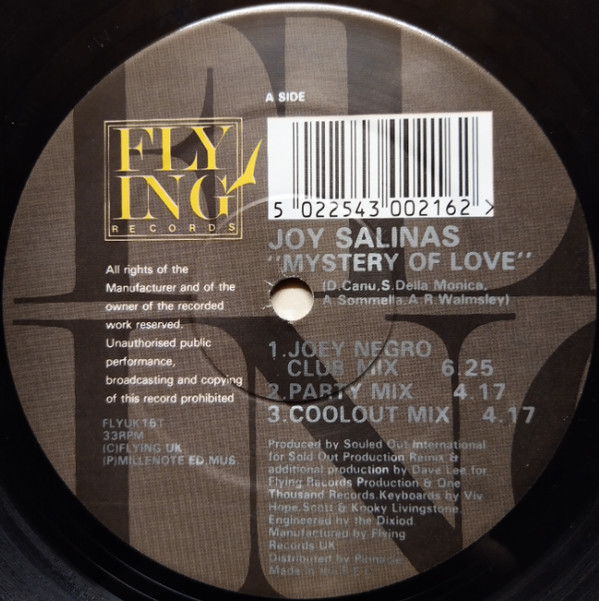 A SIDE
FLY
ING
RECORDS
5 022543 002162 >
JOY SALINAS
"MYSTERY OF LOVE"
(D.Canu,S.Della Monica,
A.Sommella.A.R.Walmsley)
All rights of the
Manufacturer and of the
owner of the recorded
work reserved.
Unauthorised public
performance,
broadcasting and copying
of this record prohibited
FLYUK16T
33RPM
(C)FLYING UK
(P)MILLENOTE ED.MUS.
1.JOEY NEGRO
CLUB MIX 6.25
2.PARTY MIX 4.17
3.COOLOUT MIX 4.17
Produced by Souled Out International
for Sold Out Production Remix &
additional production by Dave Lee.for
Flying Records Production & One
Thousand Records.Keyboards by Viv
Hope.Scott & Kooky Livingstone.
Engineered by the Dixiod
Manufactured by Flying
Records UK
Distributed by Pinnacle
Made in the